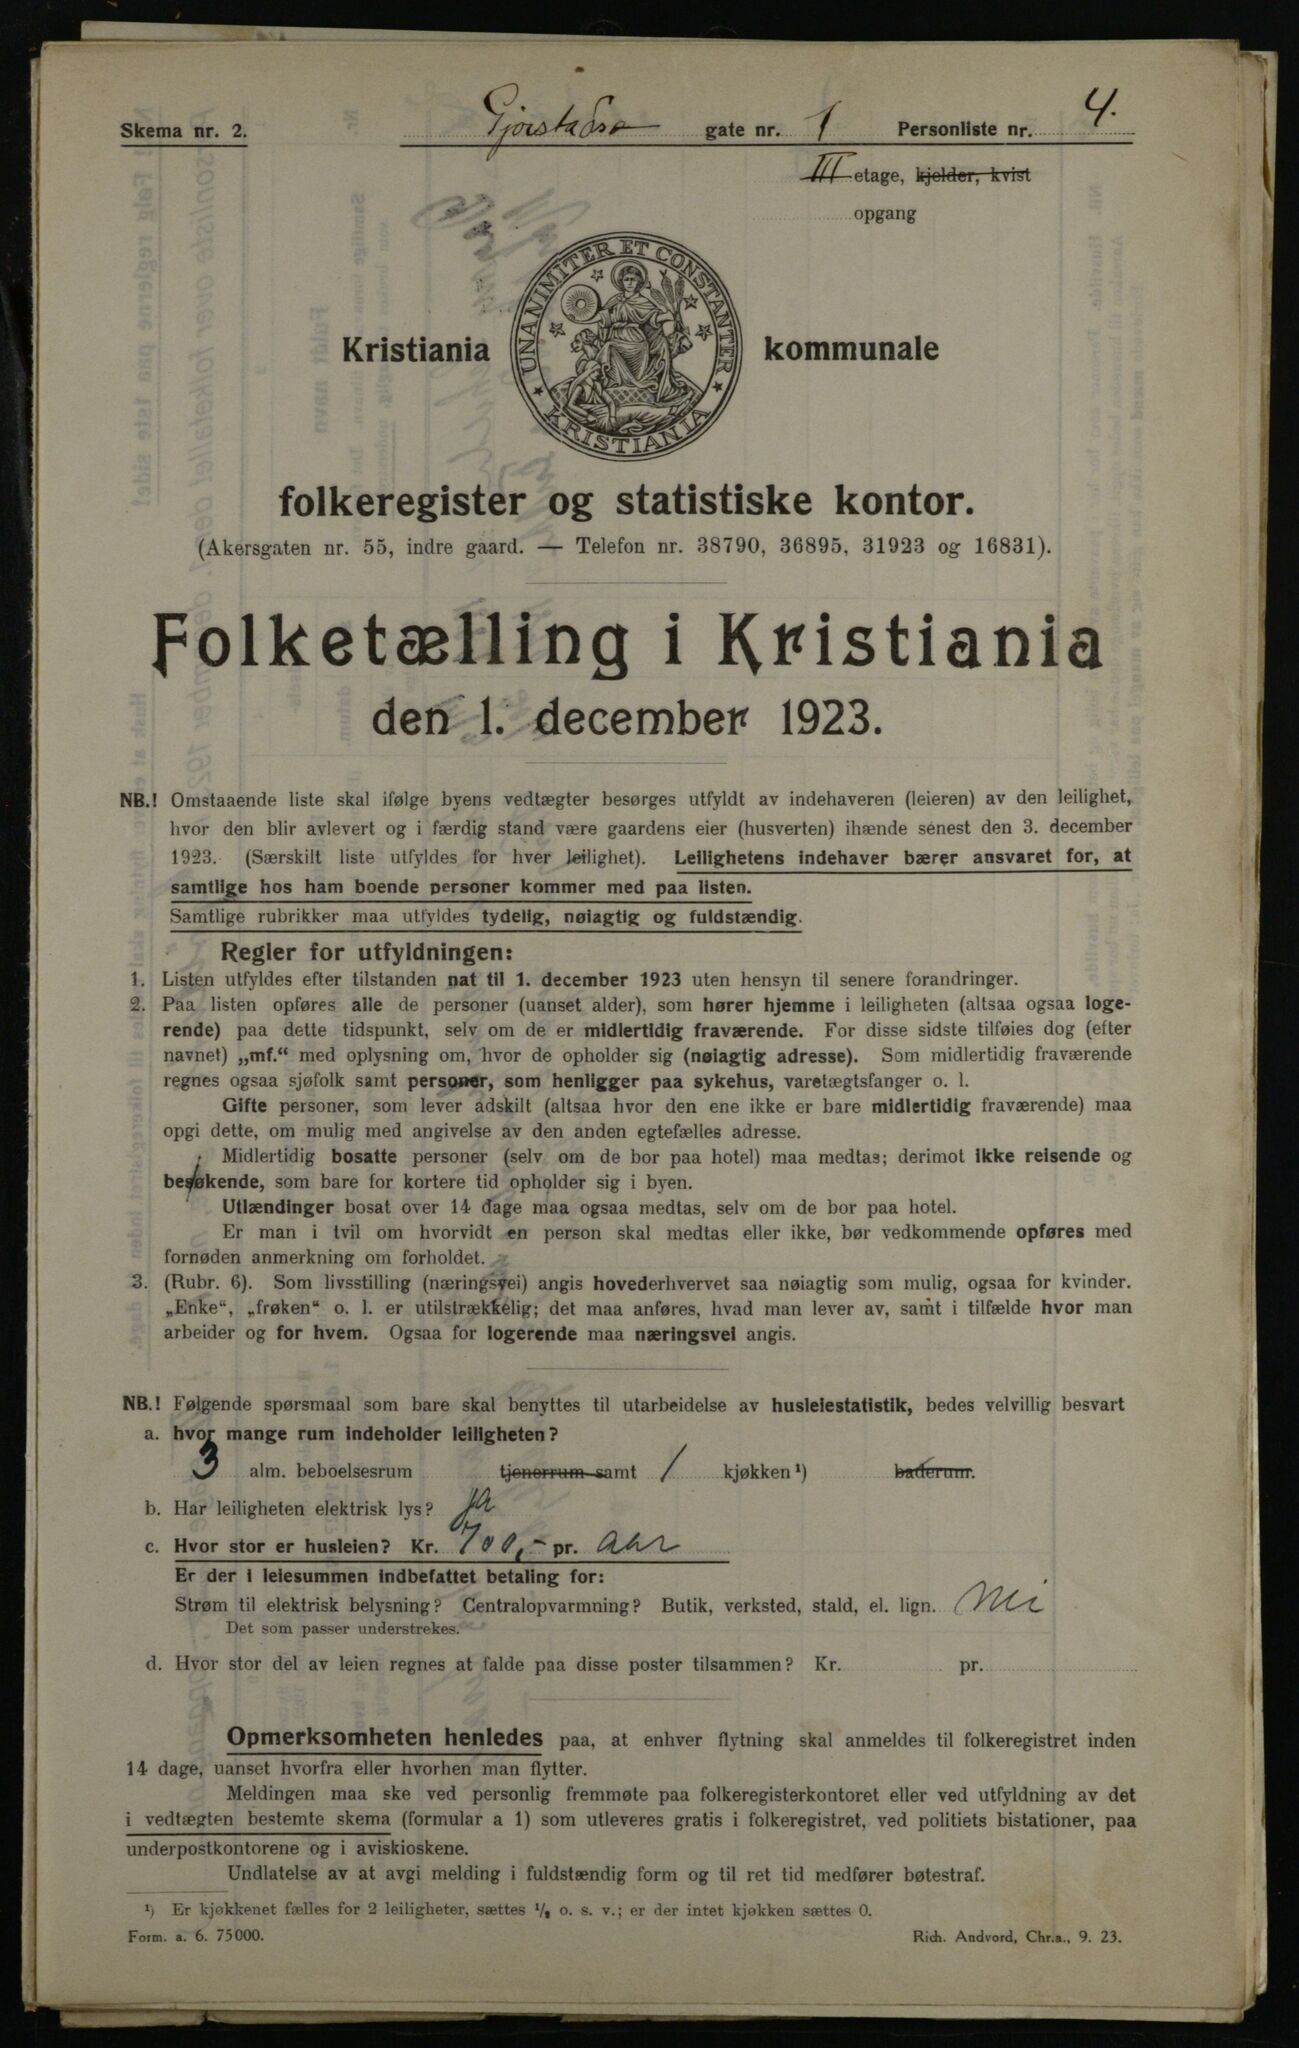 Skema nr. 2.
Gjørstads gate nr. 1 Personliste nr. 4.
III etage, kjelder, kvist
opgang
Kristiania kommunale
UNANIMITER ET CONSTANTER
KRISTIANIA
folkeregister og statistiske kontor.
(Akersgaten nr. 55, indre gaard. — Telefon nr. 38790, 36895, 31923 og 16831).
Folketælling i Kristiania
den 1. december 1923.
NB.! Omstaaende liste skal ifølge byens vedtægter besørges utfyldt av indehaveren (leieren) av den leilighet,
hvor den blir avlevert og i færdig stand være gaardens eier (husverten) ihænde senest den 3. december
1923. (Særskilt liste utfyldes for hver leilighet). Leilighetens indehaver bærer ansvaret for, at
samtlige hos ham boende personer kommer med paa listen.
Samtlige rubrikker maa utfyldes tydelig, nøiagtig og fuldstændig.
Regler for utfyldningen:
1. Listen utfyldes efter tilstanden nat til 1. december 1923 uten hensyn til senere forandringer.
2. Paa listen opføres alle de personer (uanset alder), som hører hjemme i leiligheten (altsaa ogsaa loge-
rende) paa dette tidspunkt, selv om de er midlertidig fraværende. For disse sidste tilføies dog (efter
navnet) „mf.“ med oplysning om, hvor de opholder sig (nøiagtig adresse). Som midlertidig fraværende
regnes ogsaa sjøfolk samt personer, som henligger paa sykehus, varetægtsfanger o. l.
Gifte personer, som lever adskilt (altsaa hvor den ene ikke er bare midlertidig fraværende) maa
opgi dette, om mulig med angivelse av den anden egtefælles adresse.
Midlertidig bosatte personer (selv om de bor paa hotel) maa medtas; derimot ikke reisende og
besøkende, som bare for kortere tid opholder sig i byen.
Utlændinger bosat over 14 dage maa ogsaa medtas, selv om de bor paa hotel.
Er man i tvil om hvorvidt en person skal medtas eller ikke, bør vedkommende opføres med
fornøden anmerkning om forholdet.
3. (Rubr. 6). Som livsstilling (næringsvei) angis hovederhvervet saa nøiagtig som mulig, ogsaa for kvinder.
„Enke“, „frøken“ o. l. er utilstrækkelig; det maa anføres, hvad man lever av, samt i tilfælde hvor man
arbeider og for hvem. Ogsaa for logerende maa næringsvei angis.
NB.! Følgende spørsmaal som bare skal benyttes til utarbeidelse av husleiestatistik, bedes velvillig besvart
a. hvor mange rum indeholder leiligheten?
3 alm. beboelsesrum tjenerrum samt 1 kjøkken ¹) baderum.
b. Har leiligheten elektrisk lys? ja
c. Hvor stor er husleien? Kr. 700,- pr. aar
Er der i leiesummen indbefattet betaling for:
Strøm til elektrisk belysning? Centralopvarmning? Butik, verksted, stald, el. lign. Nei
Det som passer understrekes.
d. Hvor stor del av leien regnes at falde paa disse poster tilsammen? Kr. pr.
Opmerksomheten henledes paa, at enhver flytning skal anmeldes til folkeregistret inden
14 dage, uanset hvorfra eller hvorhen man flytter.
Meldingen maa ske ved personlig fremmøte paa folkeregisterkontoret eller ved utfyldning av det
i vedtægten bestemte skema (formular a 1) som utleveres gratis i folkeregistret, ved politiets bistationer, paa
underpostkontorene og i aviskioskene.
Undlatelse av at avgi melding i fuldstændig form og til ret tid medfører bøtestraf.
¹) Er kjøkkenet fælles for 2 leiligheter, sættes ½ o. s. v.; er der intet kjøkken sættes 0.
Form. a. 6. 75000. Rich. Andvord, Chr.a., 9. 23.